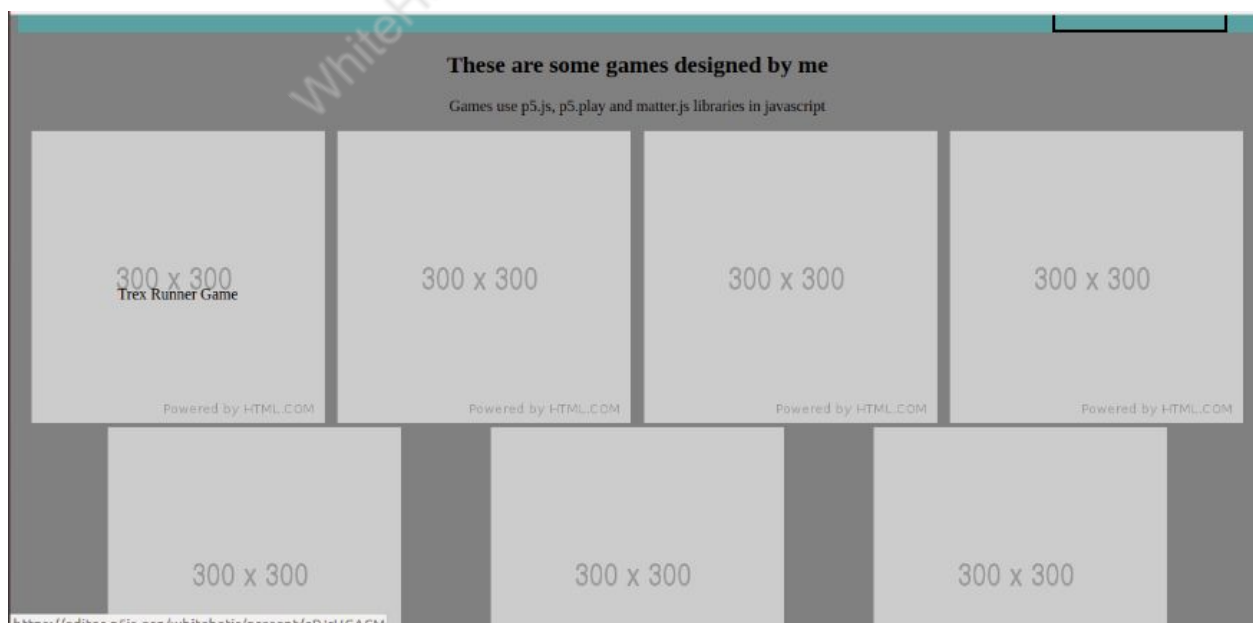 These are some games designed by me
Games use p5.js, p5.play and matter.js libraries in javascript
300 x 300
Trex Runner Game
Powered by HTML.COM
300 x 300
Powered by HTML.COM
300 x 300
Powered by HTML.COM
300 x 300
Powered by HTML.COM
300 x 300
300 x 300
300 x 300